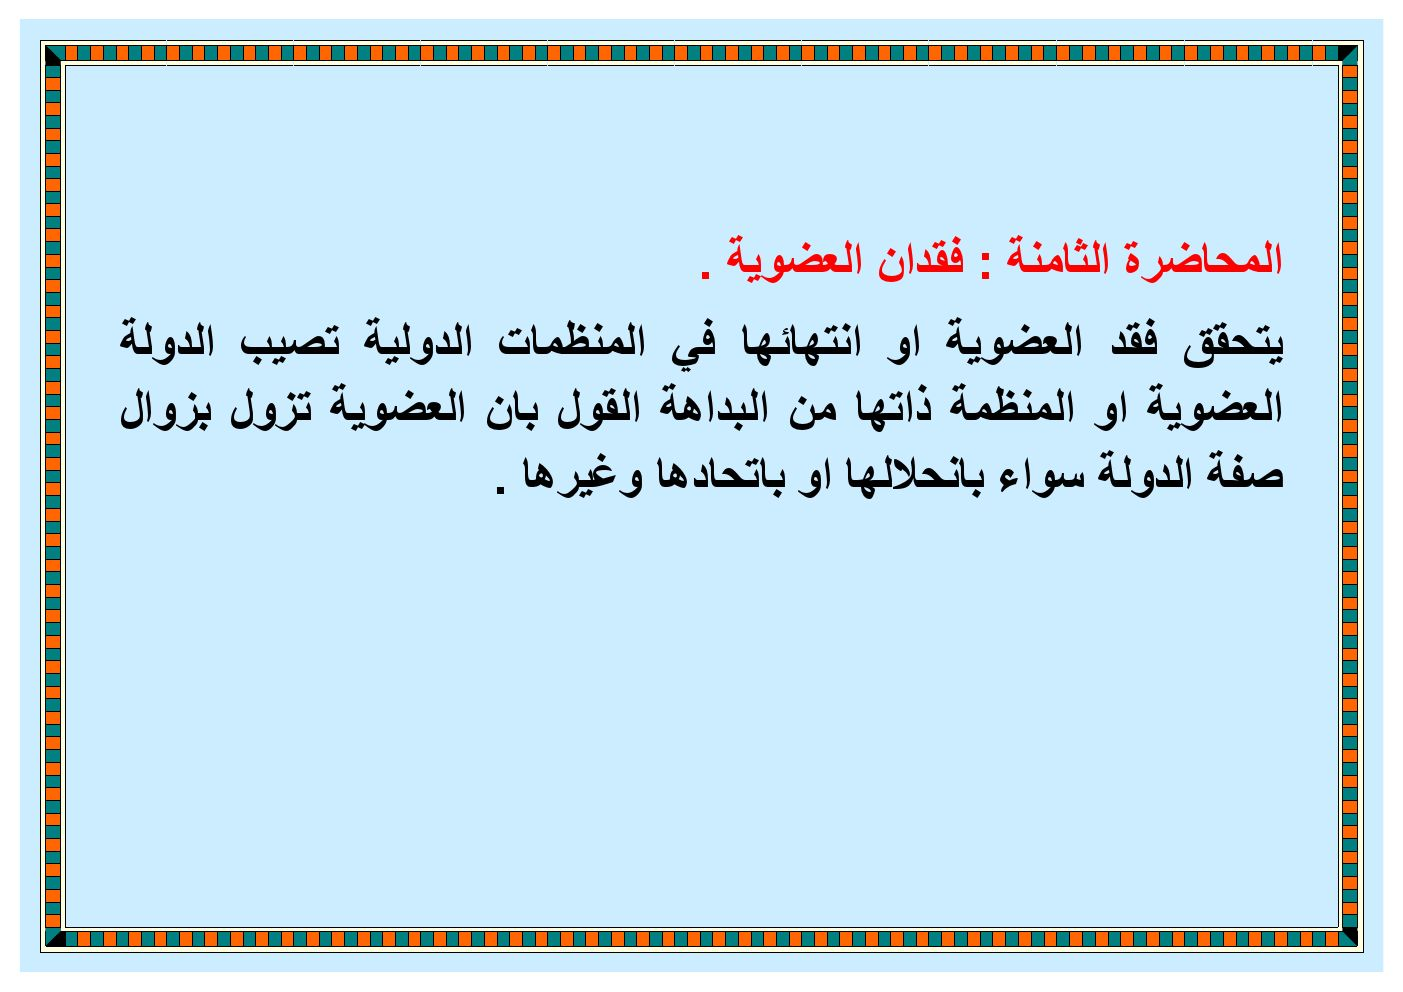 المحاضرة الثامنة : فقدان العضوية .
يتحقق فقد العضوية او انتهائها في المنظمات الدولية تصيب الدولة
العضوية او المنظمة ذاتها من البداهة القول بان العضوية تزول بزوال
صفة الدولة سواء بانحلالها او باتحادها وغيرها .